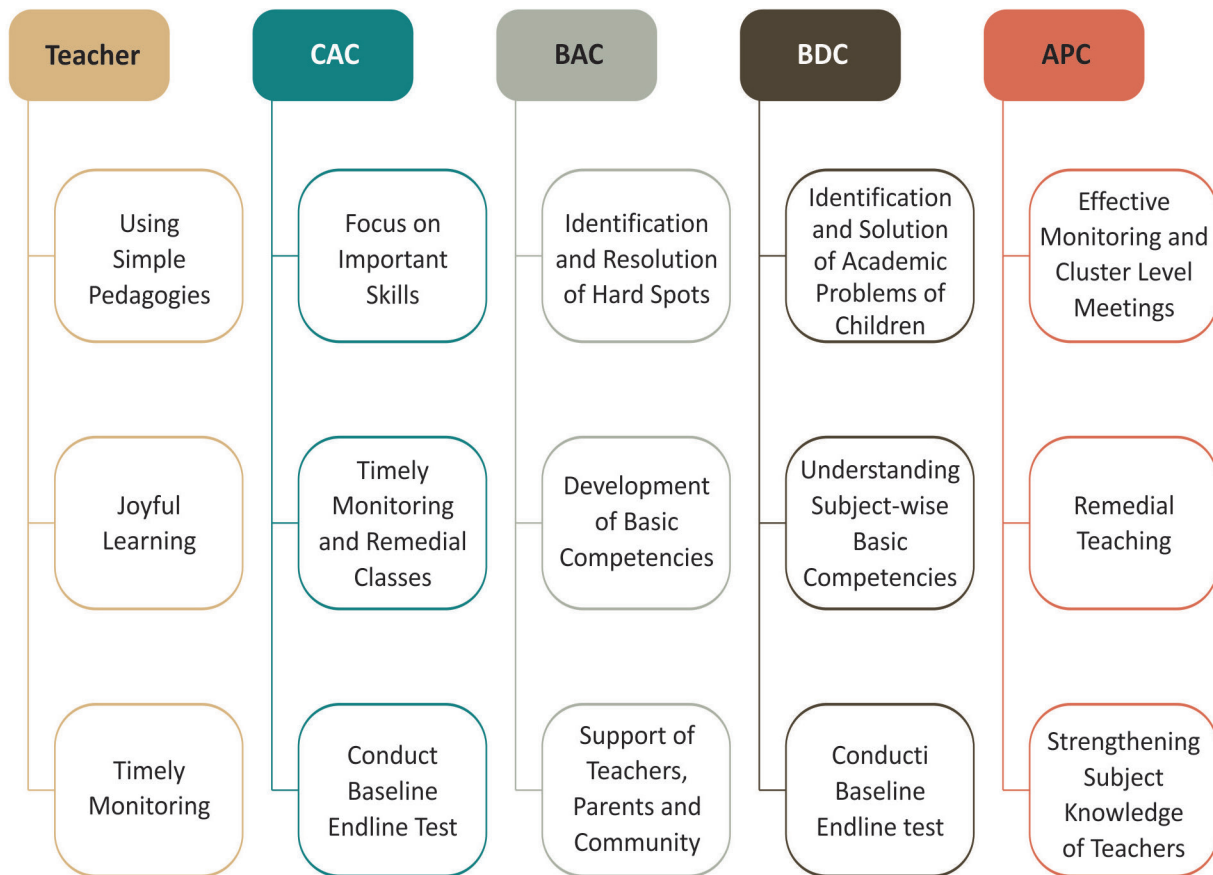 Teacher
Using
Simple
Pedagogies
Joyful
Learning
Timely
Monitoring
CAC
Focus on
Important
Skills
Timely
Monitoring
and Remedial
Classes
Conduct
Baseline
Endline Test
BAC
Identification
and Resolution
of Hard Spots
Development
of Basic
Competencies
Support of
Teachers,
Parents and
Community
BDC
Identification
and Solution
of Academic
Problems of
Children
Understanding
Subject-wise
Basic
Competencies
Conducti
Baseline
Endline test
APC
Effective
Monitoring and
Cluster Level
Meetings
Remedial
Teaching
Strengthening
Subject
Knowledge
of Teachers